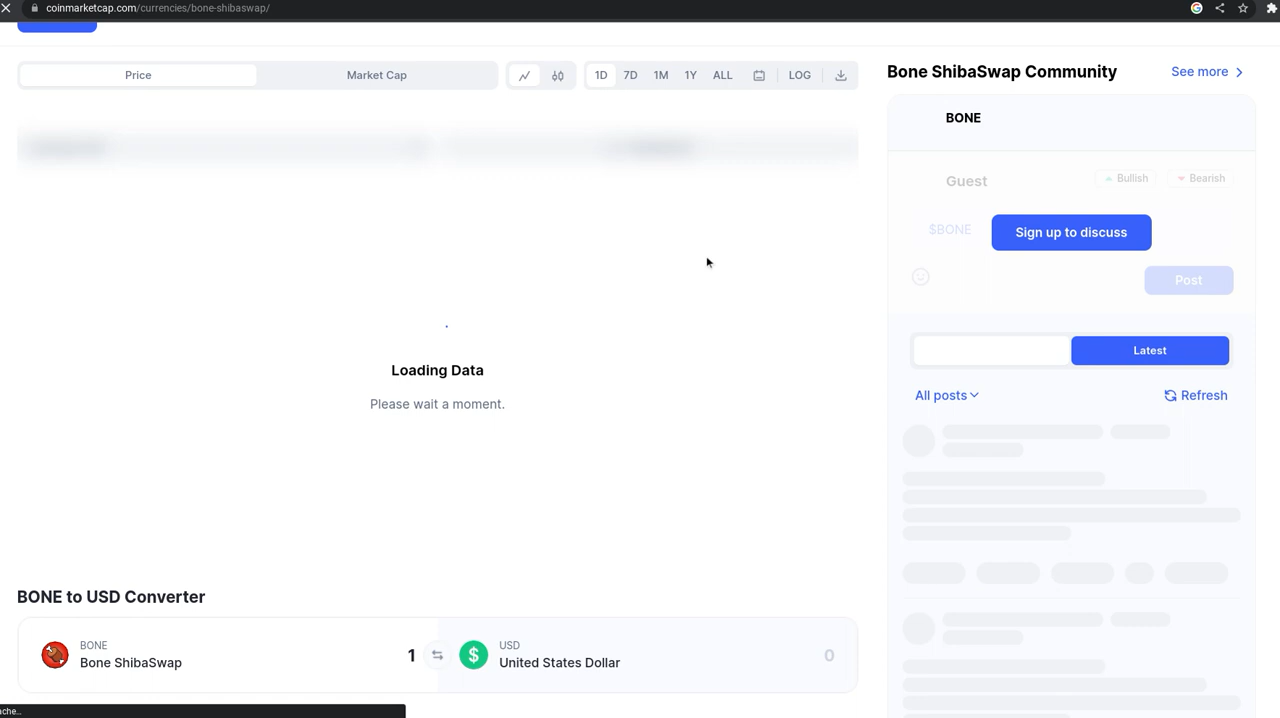 coinmarketcap.com/currencies/bone-shibaswap/
Price
Market Cap
1D
7D
1M
1Y
ALL
LOG
Bone ShibaSwap Community
See more
BONE
Guest
Bullish
Bearish
$BONE
Sign up to discuss
Post
Latest
All posts
Refresh
Loading Data
Please wait a moment.
BONE to USD Converter
BONE
Bone ShibaSwap
1
USD
United States Dollar
0